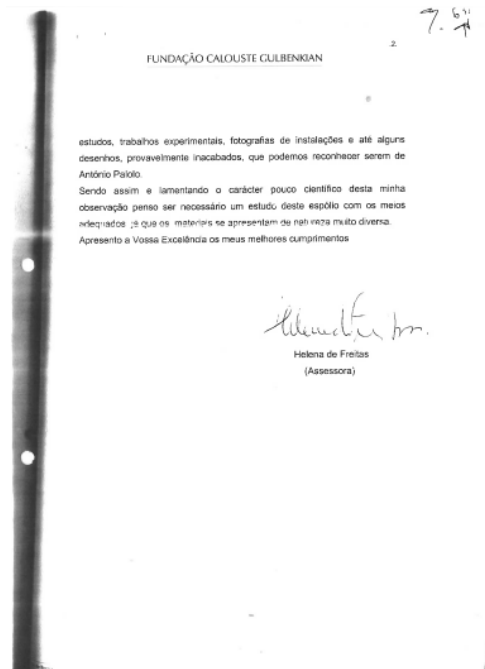 2
FUNDAÇÃO CALOUSTE GULBENKIAN
estudos, trabalhos experimentais, fotografias de instalações e até alguns
desenhos, provavelmente inacabados, que podemos reconhecer serem de
António Palolo.
Sendo assim e lamentando o carácter pouco científico desta minha
observação penso ser necessário um estudo deste espólio com os meios
adequados já que os materiais se apresentam de natureza muito diversa.
Apresento a Vossa Excelência os meus melhores cumprimentos
Helena de Freitas
(Assessora)